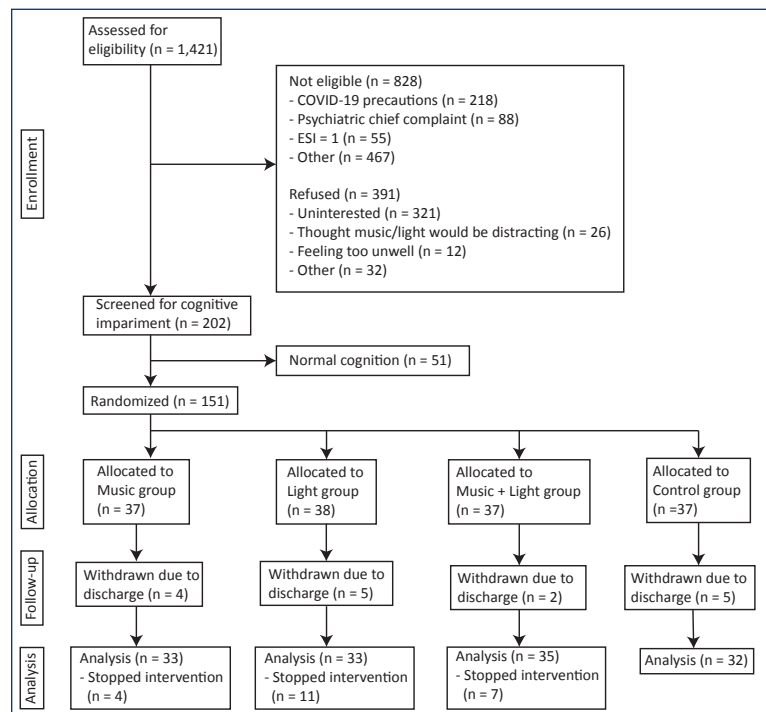 Assessed for
eligibility (n = 1,421)
Not eligible (n = 828)
- COVID-19 precautions (n = 218)
- Psychiatric chief complaint (n = 88)
- ESI = 1 (n = 55)
- Other (n = 467)
Refused (n = 391)
- Uninterested (n = 321)
- Thought music/light would be distracting (n = 26)
- Feeling too unwell (n = 12)
- Other (n = 32)
Enrollment
Screened for cognitive
impariment (n = 202)
Normal cognition (n = 51)
Randomized (n = 151)
Allocation
Allocated to
Music group
(n = 37)
Allocated to
Light group
(n = 38)
Allocated to
Music + Light group
(n = 37)
Allocated to
Control group
(n =37)
Follow-up
Withdrawn due to
discharge (n = 4)
Withdrawn due to
discharge (n = 5)
Withdrawn due to
discharge (n = 2)
Withdrawn due to
discharge (n = 5)
Analysis
Analysis (n = 33)
- Stopped intervention
(n = 4)
Analysis (n = 33)
- Stopped intervention
(n = 11)
Analysis (n = 35)
- Stopped intervention
(n = 7)
Analysis (n = 32)